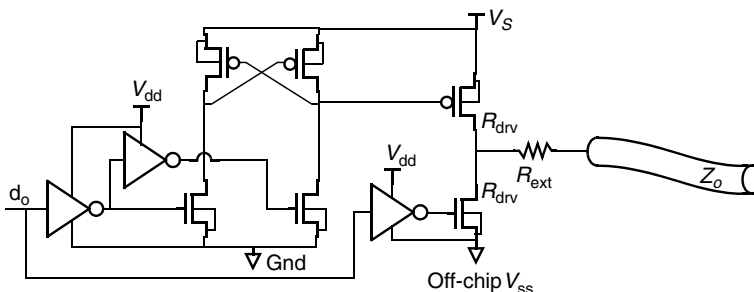 V_S
V_dd
R_drv
V_dd
d_o
R_ext
Z_o
R_drv
Gnd
Off-chip V_ss